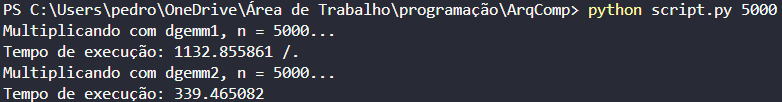 PS C:\Users\pedro\OneDrive\Área de Trabalho\programação\ArqComp> python script.py 5000
Multiplicando com dgemm1, n = 5000...
Tempo de execução: 1132.855861 /.
Multiplicando com dgemm2, n = 5000...
Tempo de execução: 339.465082